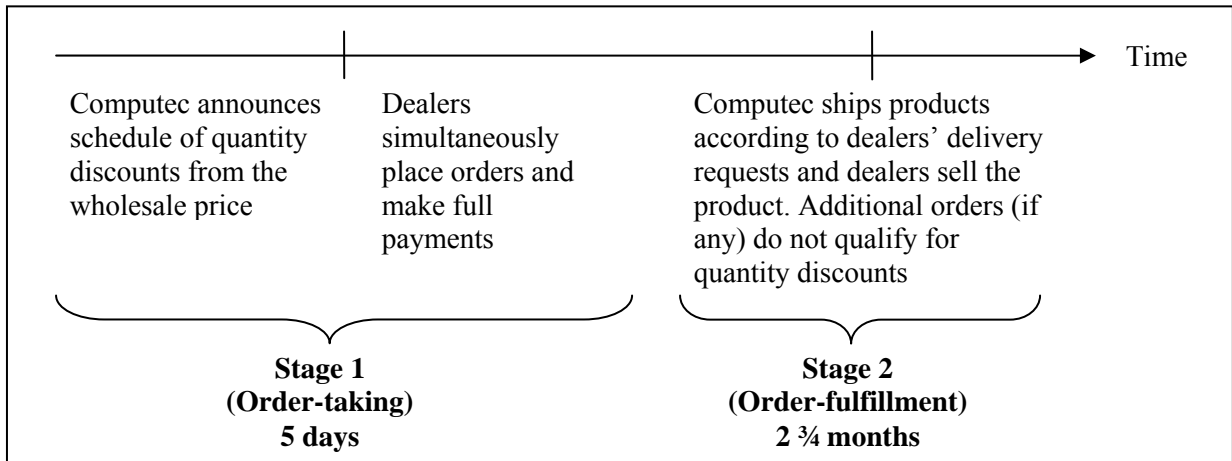 Time
Computec announces
schedule of quantity
discounts from the
wholesale price
Dealers
simultaneously
place orders and
make full
payments
Computec ships products
according to dealers’ delivery
requests and dealers sell the
product. Additional orders (if
any) do not qualify for
quantity discounts
Stage 1
(Order-taking)
5 days
Stage 2
(Order-fulfillment)
2 ¾ months